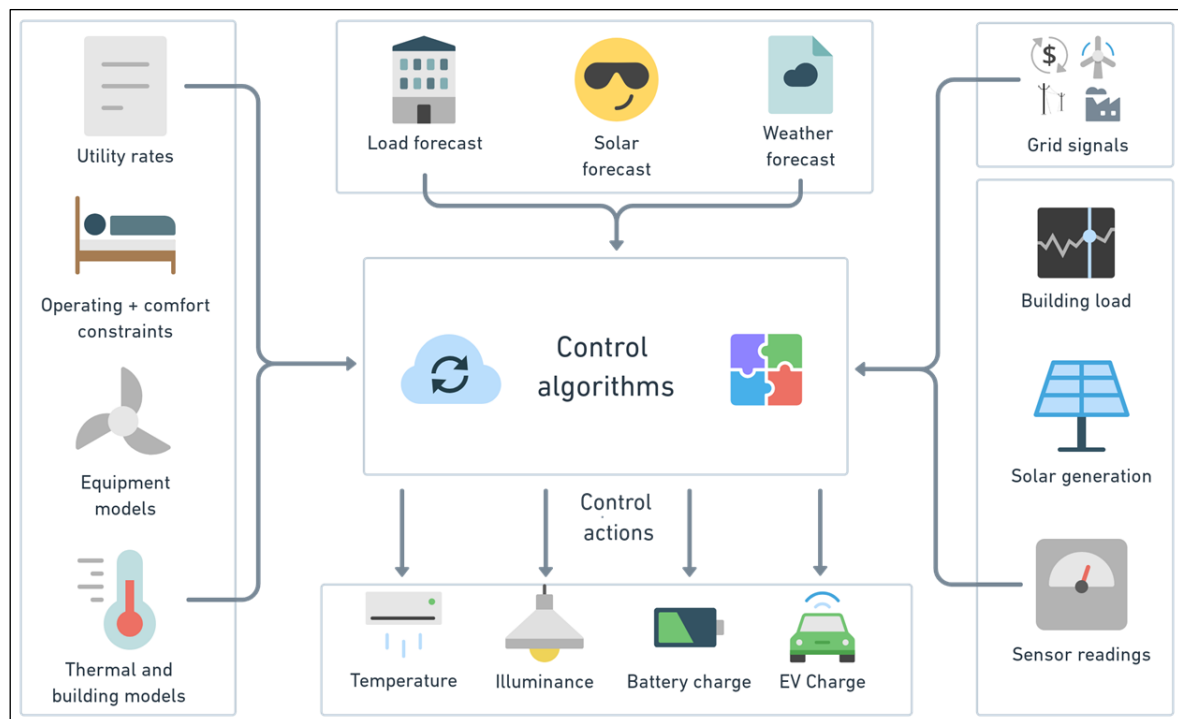 Utility rates
Operating + comfort
constraints
Equipment
models
Thermal and
building models
Load forecast
Solar
forecast
Weather
forecast
Control
algorithms
Control
actions
Temperature
Illuminance
Battery charge
EV Charge
$
Grid signals
Building load
Solar generation
Sensor readings